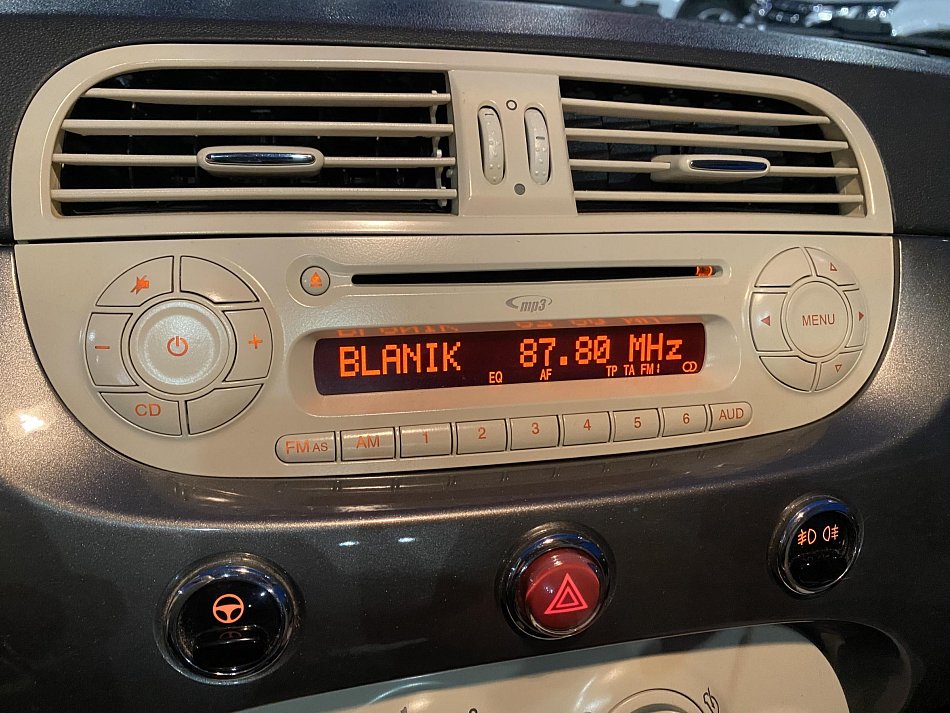 mp3
BLANIK 87.80 MHz
EQ AF TP TA FM1
MENU
CD
FM AS AM 1 2 3 4 5 6 AUD